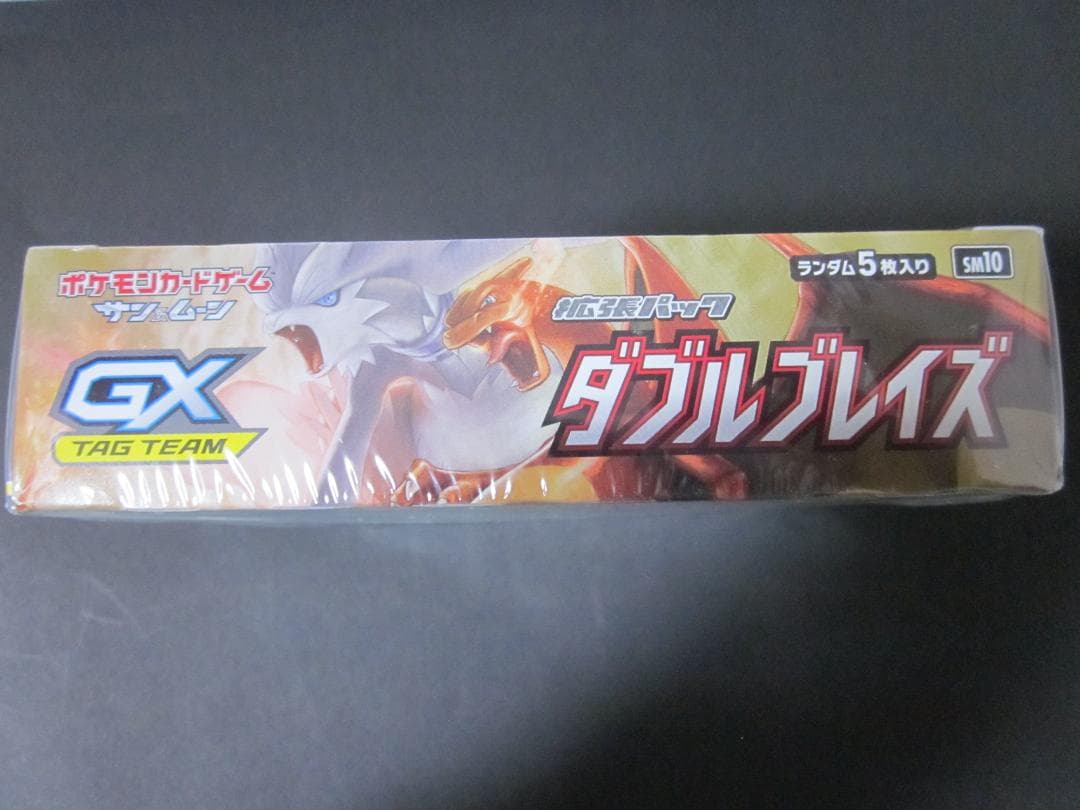 ポケモンカードゲーム
サン&ムーン
GX
TAG TEAM
ランダム5枚入り
SM10
拡張パック
ダブルブレイズ